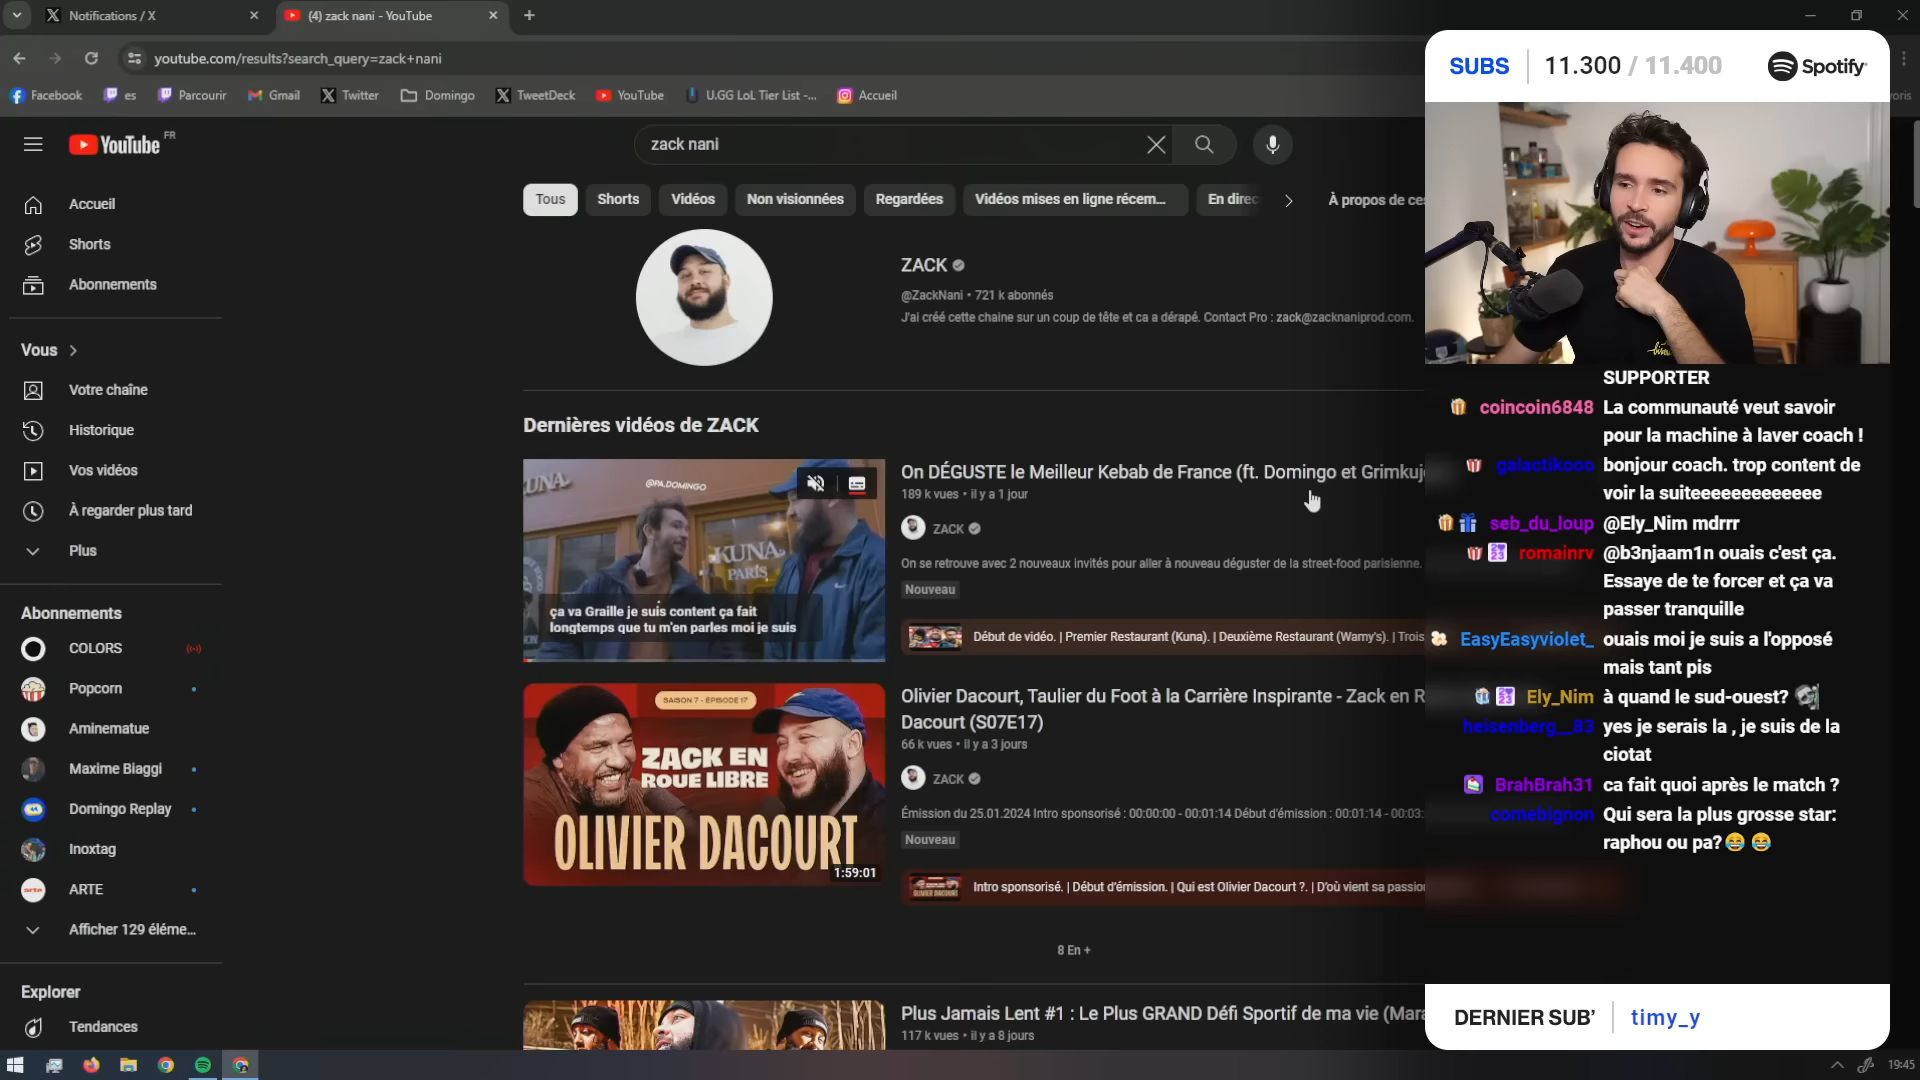 Notifications / X
(4) zack nani - YouTube
youtube.com/results?search_query=zack+nani
Facebook
es
Parcourir
Gmail
Twitter
Domingo
TweetDeck
YouTube
U.GG LoL Tier List -...
Accueil
oris
YouTube FR
zack nani
Accueil
Shorts
Abonnements
Vous
Votre chaîne
Historique
Vos vidéos
À regarder plus tard
Plus
Abonnements
COLORS
Popcorn
Aminematue
Maxime Biaggi
Domingo Replay
Inoxtag
ARTE
Afficher 129 éléme...
Explorer
Tendances
Tous
Shorts
Vidéos
Non visionnées
Regardées
Vidéos mises en ligne récem...
En direc
À propos de ces
ZACK
@ZackNani • 721 k abonnés
J'ai créé cette chaine sur un coup de tête et ca a dérapé. Contact Pro : zack@zacknaniprod.com.
Dernières vidéos de ZACK
@PA.DOMINGO
KUNA
PARIS
ça va Graille je suis content ça fait
longtemps que tu m'en parles moi je suis
On DÉGUSTE le Meilleur Kebab de France (ft. Domingo et Grimkuj
189 k vues • il y a 1 jour
ZACK
On se retrouve avec 2 nouveaux invités pour aller à nouveau déguster de la street-food parisienne.
Nouveau
Début de vidéo. | Premier Restaurant (Kuna). | Deuxième Restaurant (Wamy's). | Trois
SAISON 7 - ÉPISODE 17
ZACK EN
ROUE LIBRE
OLIVIER DACOURT
1:59:01
Olivier Dacourt, Taulier du Foot à la Carrière Inspirante - Zack en R
Dacourt (S07E17)
66 k vues • il y a 3 jours
ZACK
Émission du 25.01.2024 Intro sponsorisé : 00:00:00 - 00:01:14 Début d'émission : 00:01:14 - 00:03:
Nouveau
Intro sponsorisé. | Début d'émission. | Qui est Olivier Dacourt ?. | D'où vient sa passion
8 En +
Plus Jamais Lent #1 : Le Plus GRAND Défi Sportif de ma vie (Mara
117 k vues • il y a 8 jours
SUBS 11.300 / 11.400 Spotify
SUPPORTER
coincoin6848 La communauté veut savoir
pour la machine à laver coach !
galactikooo bonjour coach. trop content de
voir la suiteeeeeeeeeeeee
seb_du_loup @Ely_Nim mdrrr
romainrv @b3njaam1n ouais c'est ça.
Essaye de te forcer et ça va
passer tranquille
EasyEasyviolet_ ouais moi je suis a l'opposé
mais tant pis
Ely_Nim à quand le sud-ouest?
heisenberg__83 yes je serais la , je suis de la
ciotat
BrahBrah31 ca fait quoi après le match ?
comebignon Qui sera la plus grosse star:
raphou ou pa?😂 😂
DERNIER SUB' timy_y
19:45